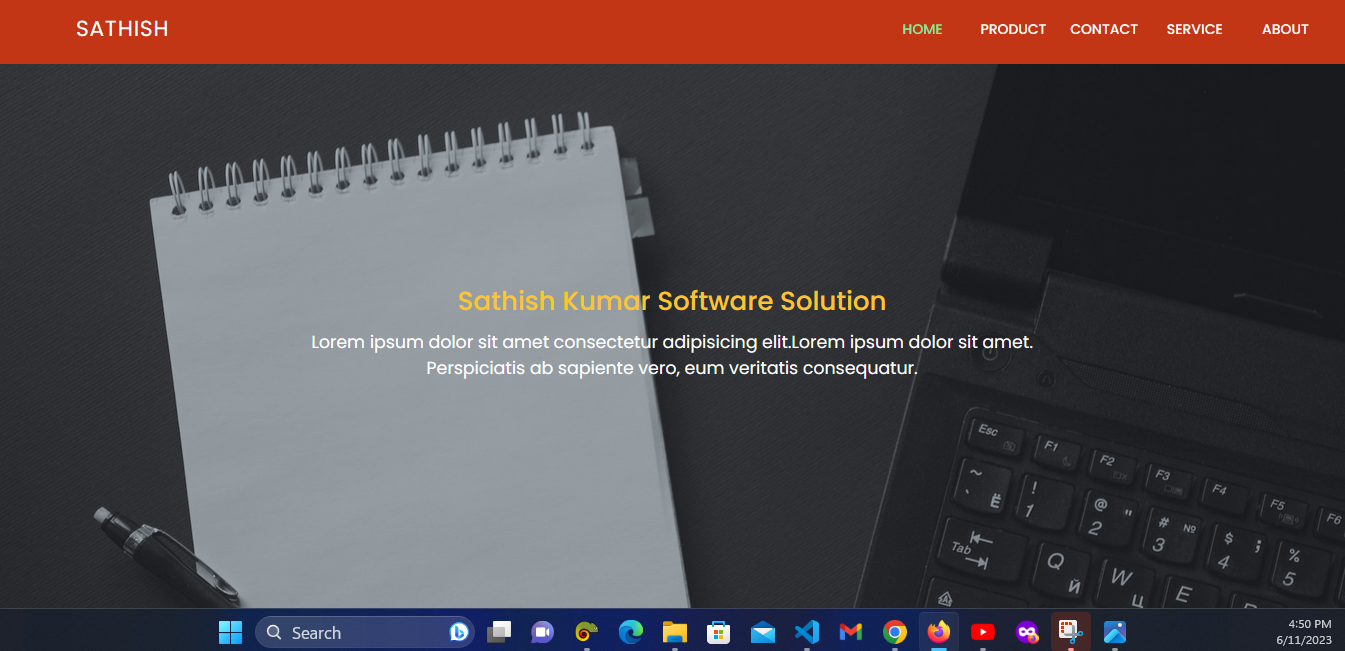 SATHISH
HOME PRODUCT CONTACT SERVICE ABOUT
Sathish Kumar Software Solution
Lorem ipsum dolor sit amet consectetur adipisicing elit.Lorem ipsum dolor sit amet.
Perspiciatis ab sapiente vero, eum veritatis consequatur.
Esc F1 F2 F3 F4 F5 F6
~ ` Ё ! 1 @ " 2 # № 3 $ ; 4 % 5
Tab Q Й W Ц E
Search
4:50 PM
6/11/2023